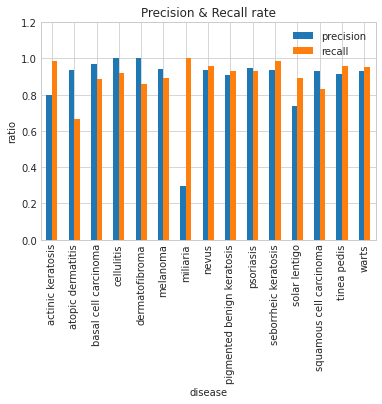 Precision & Recall rate
precision
recall
ratio
1.2
1.0
0.8
0.6
0.4
0.2
0.0
actinic keratosis
atopic dermatitis
basal cell carcinoma
cellulitis
dermatofibroma
melanoma
miliaria
nevus
pigmented benign keratosis
psoriasis
seborrheic keratosis
solar lentigo
squamous cell carcinoma
tinea pedis
warts
disease